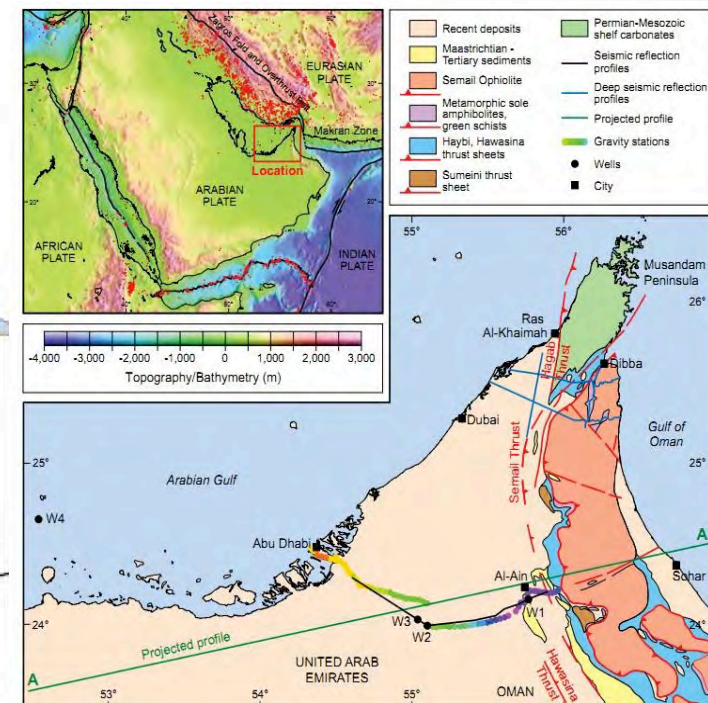 Zagros Fold and Overthrust Belt
EURASIAN
PLATE
Makran Zone
Location
ARABIAN
PLATE
AFRICAN
PLATE
INDIAN
PLATE
30°
20°
20°
-4,000
-3,000
-2,000
-1,000
0
1,000
2,000
3,000
Topography/Bathymetry (m)
Recent deposits
Maastrichtian -
Tertiary sediments
Semail Ophiolite
Metamorphic sole
amphibolites,
green schists
Haybi, Hawasina
thrust sheets
Sumeini thrust
sheet
Permian-Mesozoic
shelf carbonates
Seismic reflection
profiles
Deep seismic reflection
profiles
Projected profile
Gravity stations
Wells
City
55°
56°
Musandam
Peninsula
26°
Ras
Al-Khaimah
Hagab
Thrust
Dibba
Dubai
Gulf of
Oman
Semail Thrust
25°
25°
Arabian Gulf
W4
Abu Dhabi
A
Al-Ain
Sohar
W1
24°
W3
W2
24°
Projected profile
UNITED ARAB
EMIRATES
Hawasina
Thrust
A
53°
54°
55°
OMAN
56°